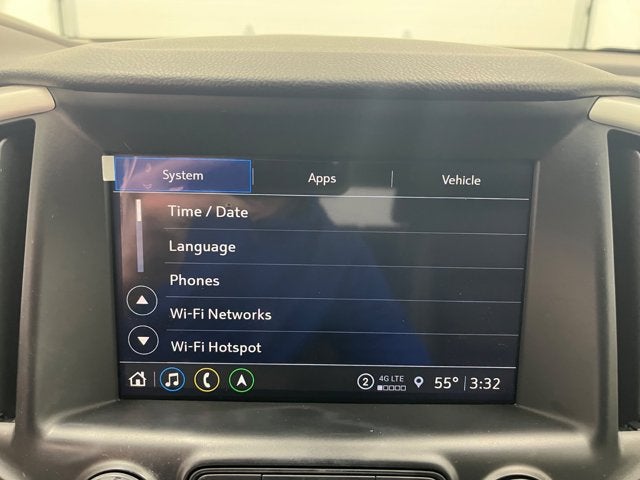 System Apps Vehicle
Time / Date
Language
Phones
Wi-Fi Networks
Wi-Fi Hotspot
2 4G LTE 55° 3:32